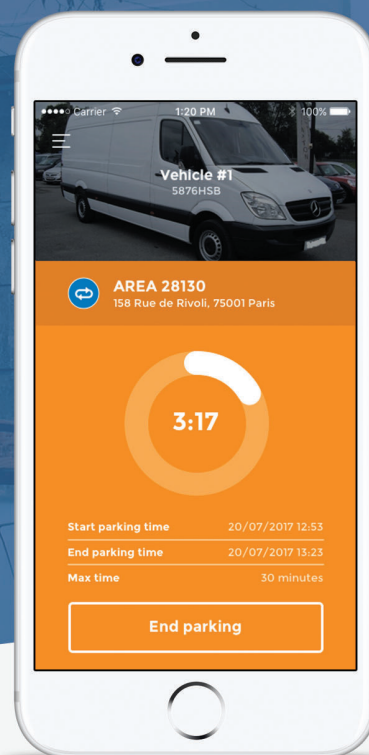 Carrier 1:20 PM 100%
Vehicle #1
5876HSB
AREA 28130
158 Rue de Rivoli, 75001 Paris
3:17
Start parking time 20/07/2017 12:53
End parking time 20/07/2017 13:23
Max time 30 minutes
End parking